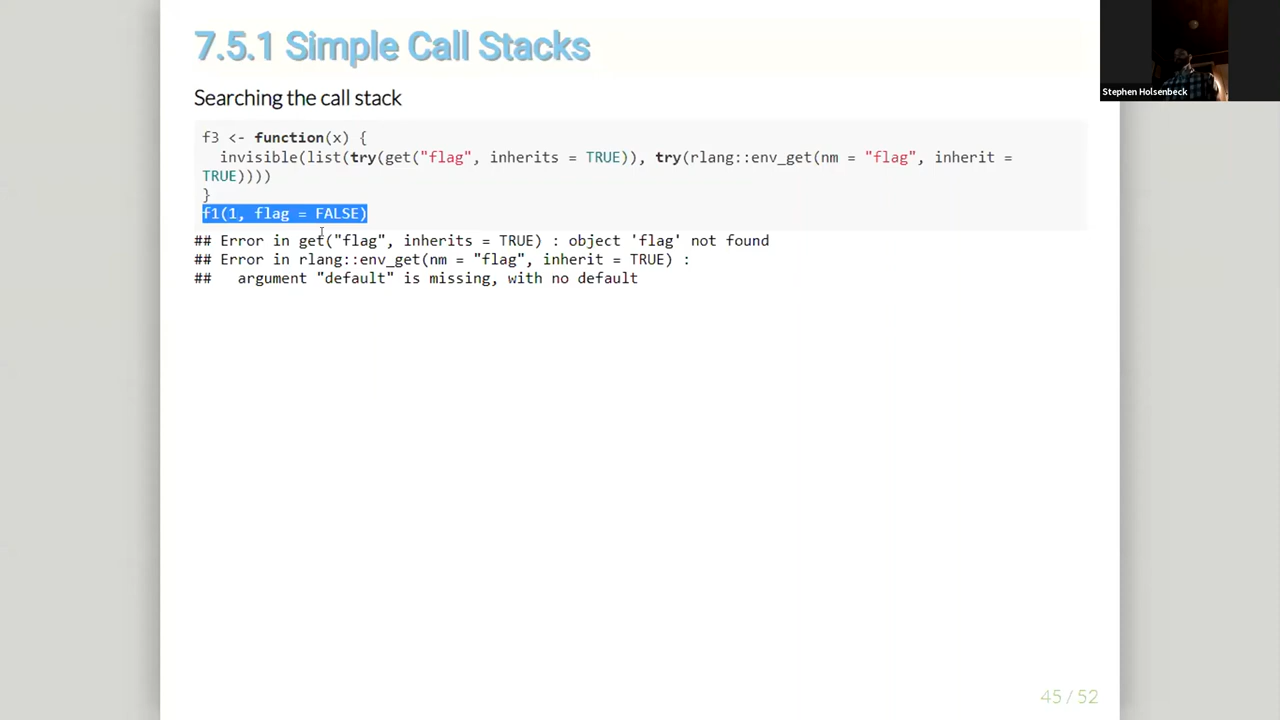 7.5.1 Simple Call Stacks
Stephen Holsenbeck
Searching the call stack
f3 <- function(x) {
  invisible(list(try(get("flag", inherits = TRUE)), try(rlang::env_get(nm = "flag", inherit =
TRUE))))
}
f1(1, flag = FALSE)
## Error in get("flag", inherits = TRUE) : object 'flag' not found
## Error in rlang::env_get(nm = "flag", inherit = TRUE) :
##   argument "default" is missing, with no default
45 / 52